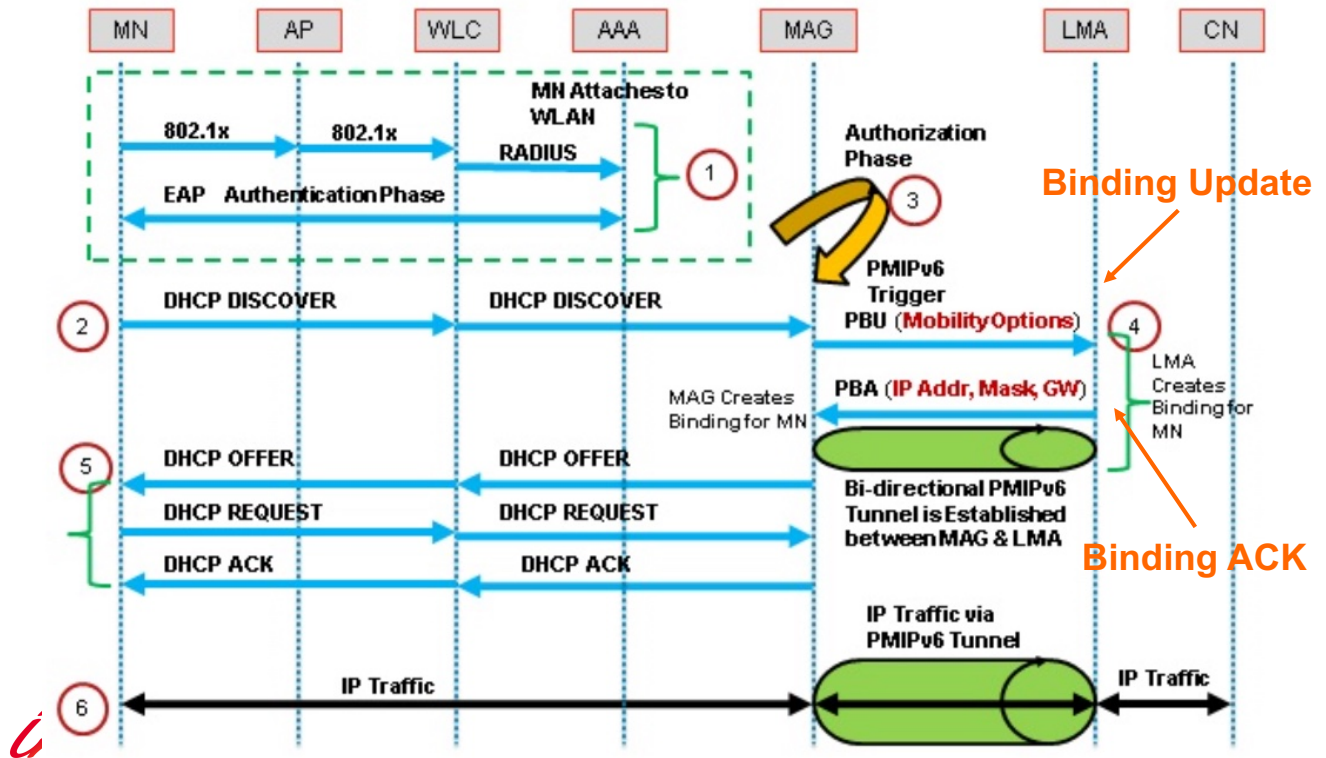 MN
AP
WLC
AAA
MAG
LMA
CN
MN Attaches to
WLAN
802.1x
802.1x
RADIUS
1
EAP Authentication Phase
Authorization
Phase
3
Binding Update
PMIPv6
Trigger
2
DHCP DISCOVER
DHCP DISCOVER
PBU (Mobility Options)
4
LMA
Creates
Binding for
MN
MAG Creates
Binding for MN
PBA (IP Addr, Mask, GW)
5
DHCP OFFER
DHCP OFFER
Bi-directional PMIPv6
Tunnel is Established
between MAG & LMA
DHCP REQUEST
DHCP REQUEST
Binding ACK
DHCP ACK
DHCP ACK
IP Traffic via
PMIPv6 Tunnel
6
IP Traffic
IP Traffic